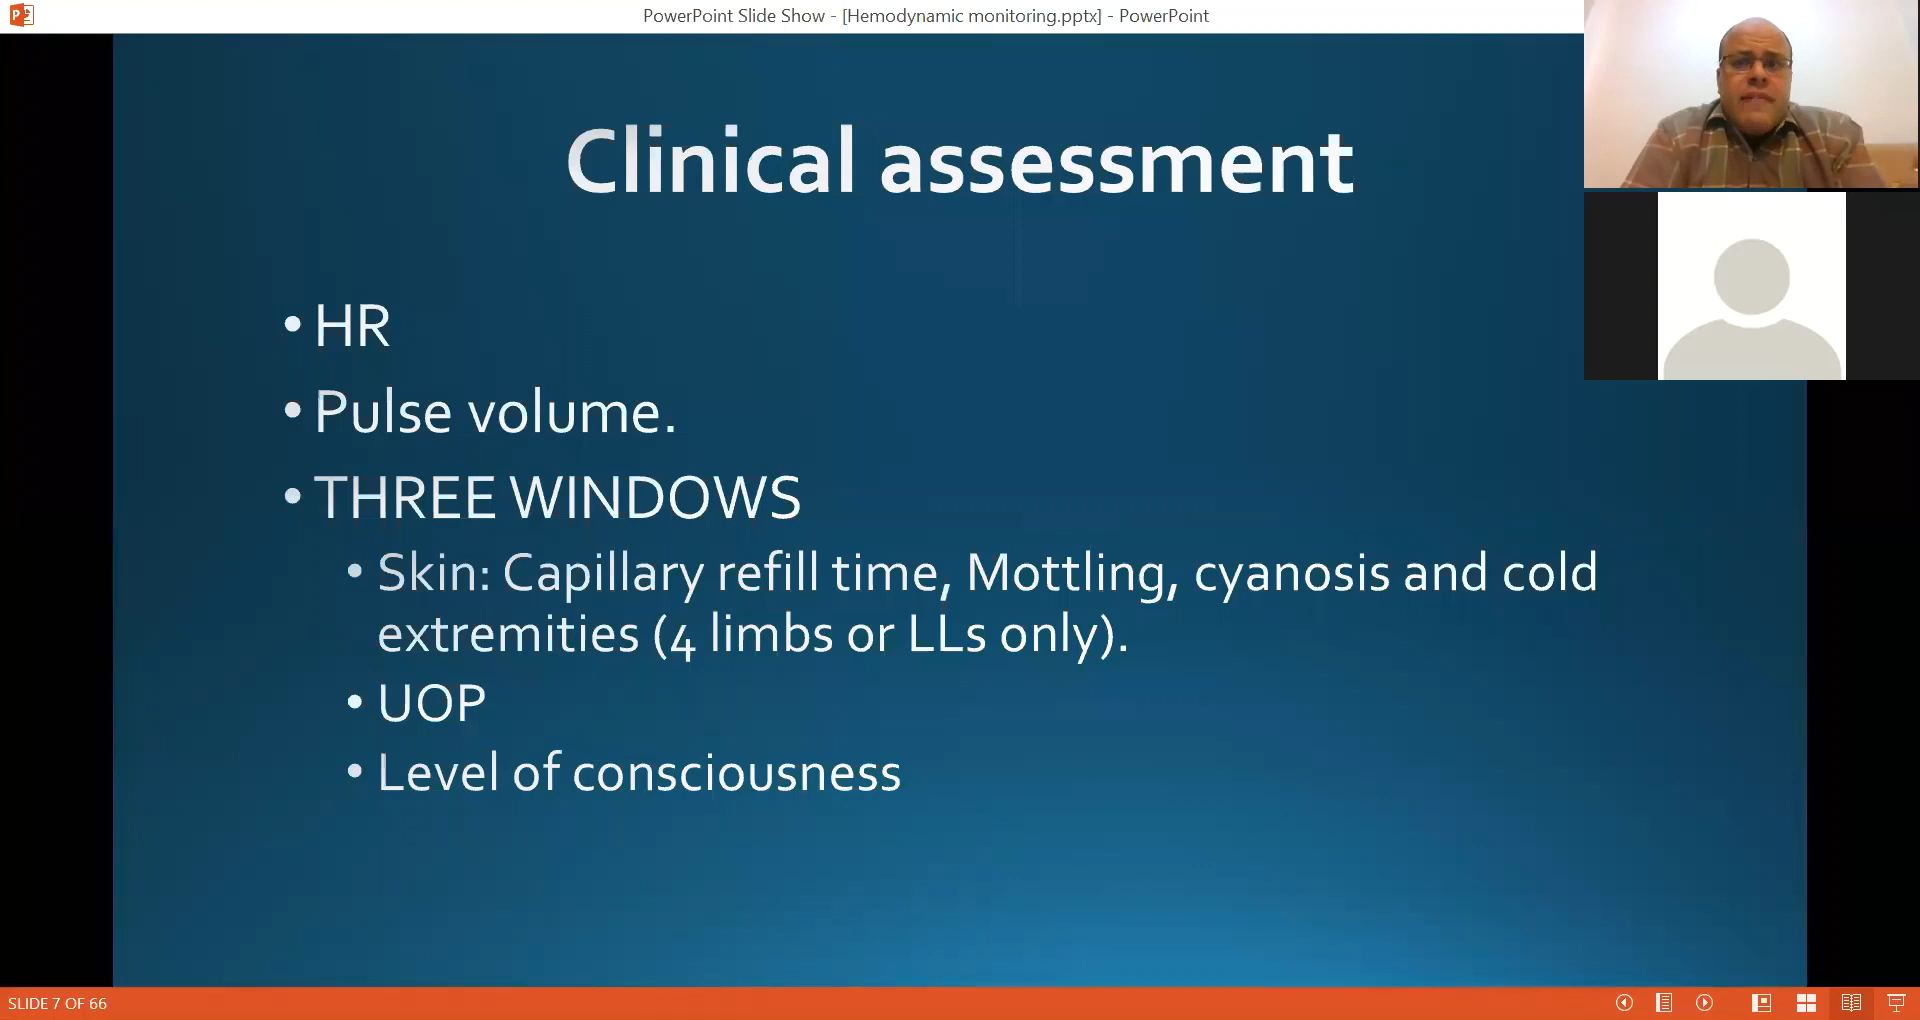 PowerPoint Slide Show - [Hemodynamic monitoring.pptx] - PowerPoint
Clinical assessment
• HR
• Pulse volume.
• THREE WINDOWS
• Skin: Capillary refill time, Mottling, cyanosis and cold
extremities (4 limbs or LLs only).
• UOP
• Level of consciousness
SLIDE 7 OF 66